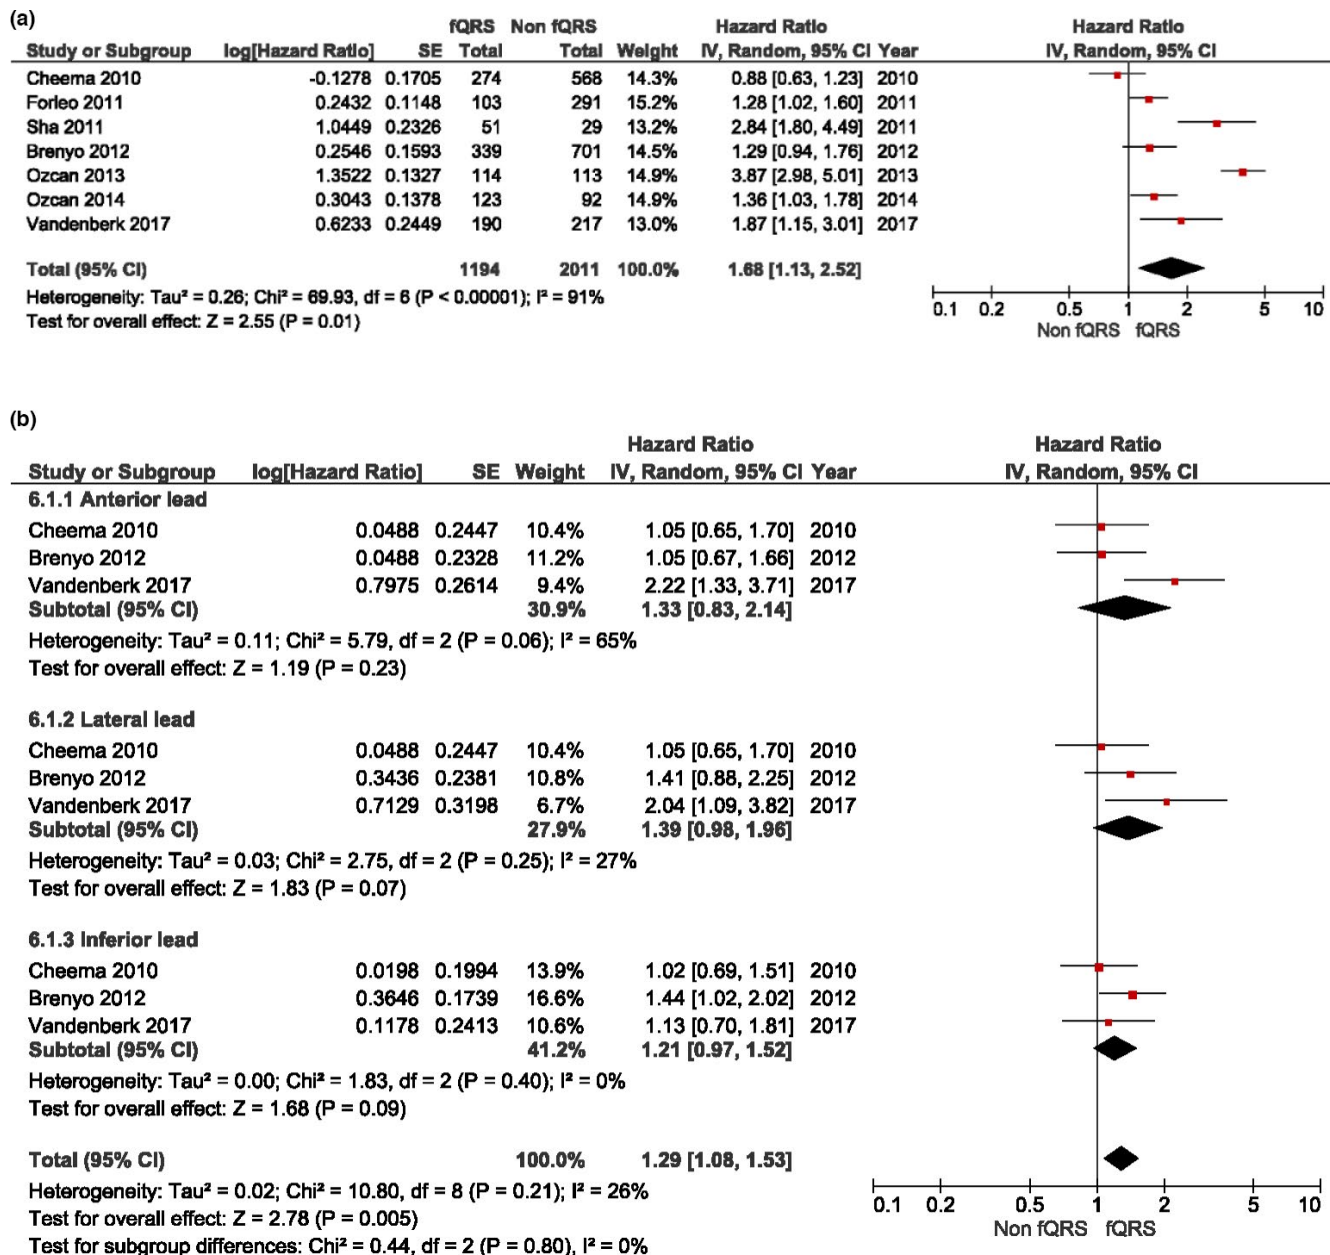 (a)
fQRS Non fQRS Hazard Ratio Hazard Ratio
Study or Subgroup log[Hazard Ratio] SE Total Total Weight IV, Random, 95% CI Year IV, Random, 95% CI
Cheema 2010 -0.1278 0.1705 274 568 14.3% 0.88 [0.63, 1.23] 2010
Forleo 2011 0.2432 0.1148 103 291 15.2% 1.28 [1.02, 1.60] 2011
Sha 2011 1.0449 0.2326 51 29 13.2% 2.84 [1.80, 4.49] 2011
Brenyo 2012 0.2546 0.1593 339 701 14.5% 1.29 [0.94, 1.76] 2012
Ozcan 2013 1.3522 0.1327 114 113 14.9% 3.87 [2.98, 5.01] 2013
Ozcan 2014 0.3043 0.1378 123 92 14.9% 1.36 [1.03, 1.78] 2014
Vandenberk 2017 0.6233 0.2449 190 217 13.0% 1.87 [1.15, 3.01] 2017
Total (95% CI) 1194 2011 100.0% 1.68 [1.13, 2.52]
Heterogeneity: Tau² = 0.26; Chi² = 69.93, df = 6 (P < 0.00001); I² = 91%
Test for overall effect: Z = 2.55 (P = 0.01)
0.1 0.2 0.5 1 2 5 10
Non fQRS fQRS
(b)
Hazard Ratio Hazard Ratio
Study or Subgroup log[Hazard Ratio] SE Weight IV, Random, 95% CI Year IV, Random, 95% CI
6.1.1 Anterior lead
Cheema 2010 0.0488 0.2447 10.4% 1.05 [0.65, 1.70] 2010
Brenyo 2012 0.0488 0.2328 11.2% 1.05 [0.67, 1.66] 2012
Vandenberk 2017 0.7975 0.2614 9.4% 2.22 [1.33, 3.71] 2017
Subtotal (95% CI) 30.9% 1.33 [0.83, 2.14]
Heterogeneity: Tau² = 0.11; Chi² = 5.79, df = 2 (P = 0.06); I² = 65%
Test for overall effect: Z = 1.19 (P = 0.23)
6.1.2 Lateral lead
Cheema 2010 0.0488 0.2447 10.4% 1.05 [0.65, 1.70] 2010
Brenyo 2012 0.3436 0.2381 10.8% 1.41 [0.88, 2.25] 2012
Vandenberk 2017 0.7129 0.3198 6.7% 2.04 [1.09, 3.82] 2017
Subtotal (95% CI) 27.9% 1.39 [0.98, 1.96]
Heterogeneity: Tau² = 0.03; Chi² = 2.75, df = 2 (P = 0.25); I² = 27%
Test for overall effect: Z = 1.83 (P = 0.07)
6.1.3 Inferior lead
Cheema 2010 0.0198 0.1994 13.9% 1.02 [0.69, 1.51] 2010
Brenyo 2012 0.3646 0.1739 16.6% 1.44 [1.02, 2.02] 2012
Vandenberk 2017 0.1178 0.2413 10.6% 1.13 [0.70, 1.81] 2017
Subtotal (95% CI) 41.2% 1.21 [0.97, 1.52]
Heterogeneity: Tau² = 0.00; Chi² = 1.83, df = 2 (P = 0.40); I² = 0%
Test for overall effect: Z = 1.68 (P = 0.09)
Total (95% CI) 100.0% 1.29 [1.08, 1.53]
Heterogeneity: Tau² = 0.02; Chi² = 10.80, df = 8 (P = 0.21); I² = 26%
Test for overall effect: Z = 2.78 (P = 0.005)
Test for subgroup differences: Chi² = 0.44, df = 2 (P = 0.80), I² = 0%
0.1 0.2 0.5 1 2 5 10
Non fQRS fQRS